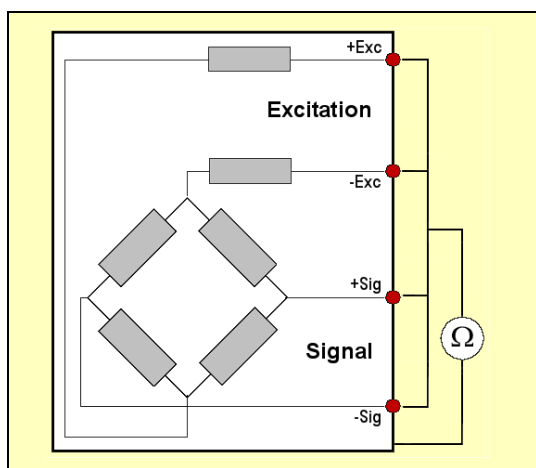 +Exc
Excitation
-Exc
+Sig
Signal
Ω
-Sig